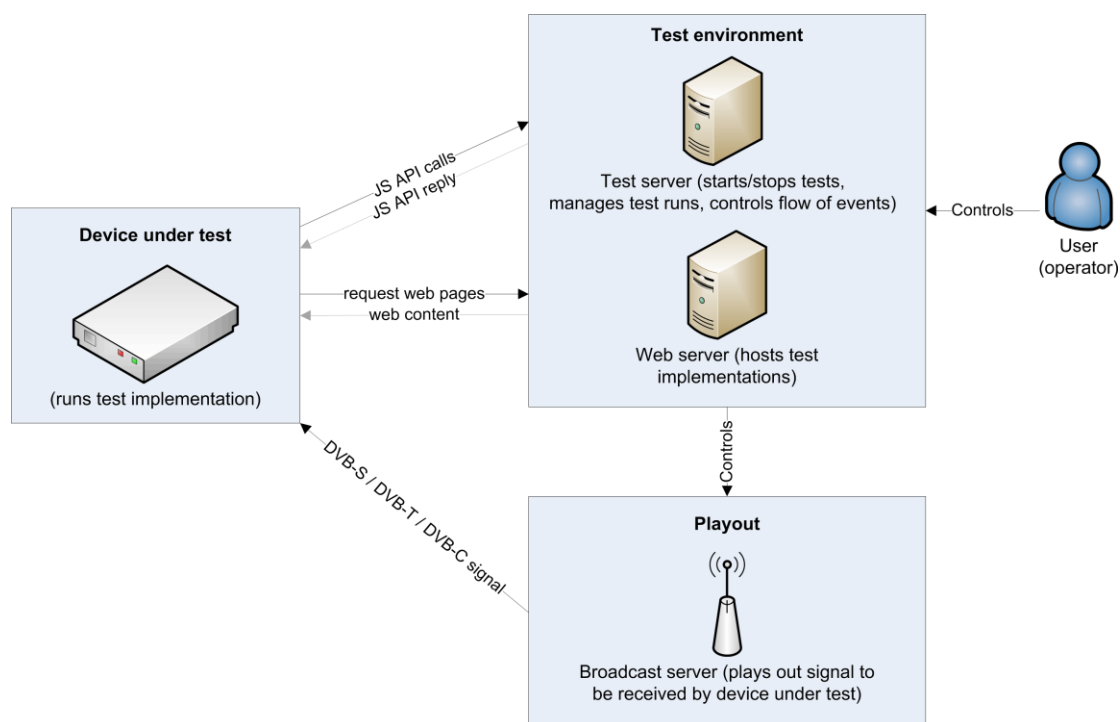 Test environment
Test server (starts/stops tests,
manages test runs, controls flow of events)
JS API calls
JS API reply
Device under test
(runs test implementation)
request web pages
web content
Web server (hosts test
implementations)
Controls
User
(operator)
Controls
DVB-S / DVB-T / DVB-C signal
Playout
Broadcast server (plays out signal to
be received by device under test)